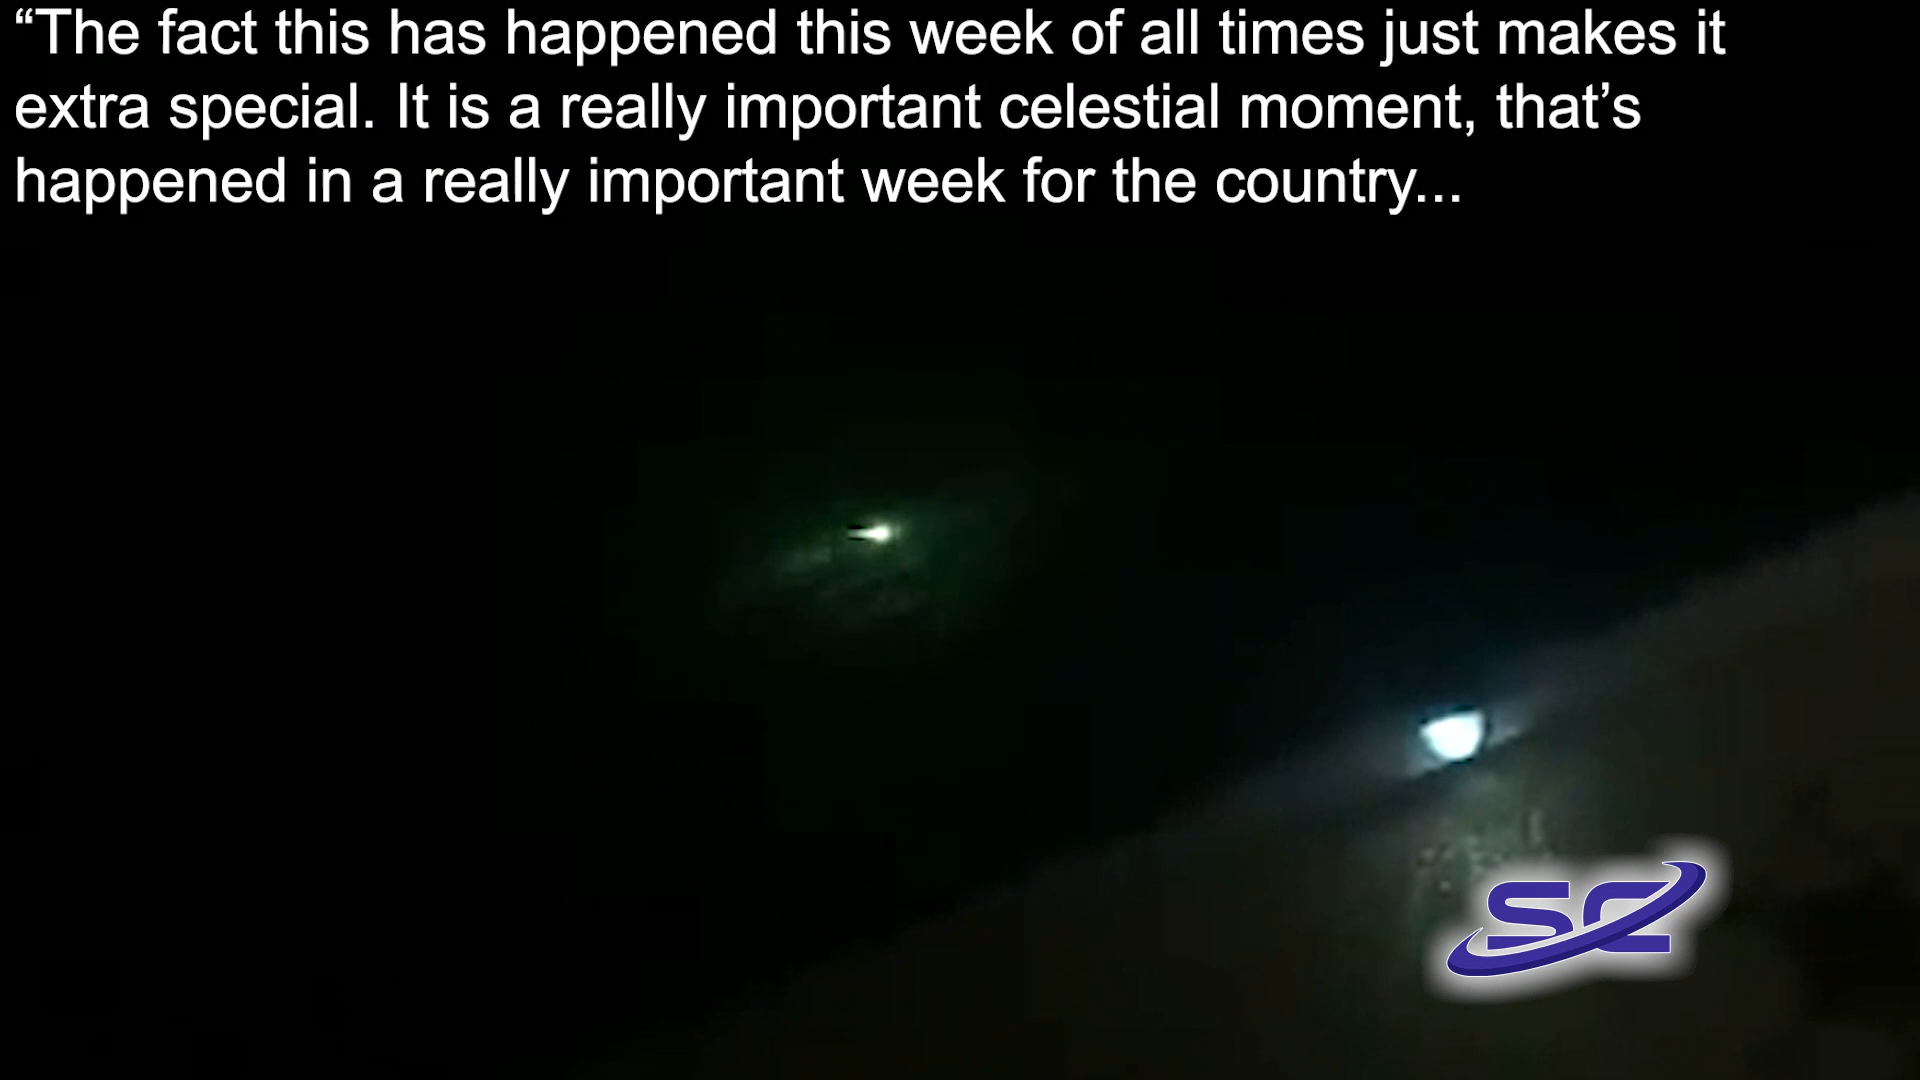 “The fact this has happened this week of all times just makes it
extra special. It is a really important celestial moment, that’s
happened in a really important week for the country...
SC